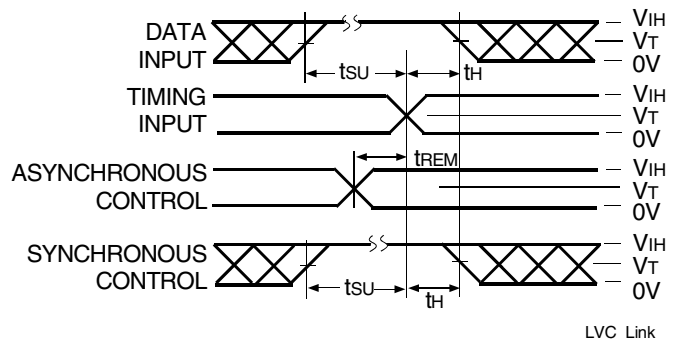 DATA
INPUT
tSU
tH
VIH
VT
0V
TIMING
INPUT
VIH
VT
0V
tREM
ASYNCHRONOUS
CONTROL
VIH
VT
0V
SYNCHRONOUS
CONTROL
tSU
tH
VIH
VT
0V
LVC Link